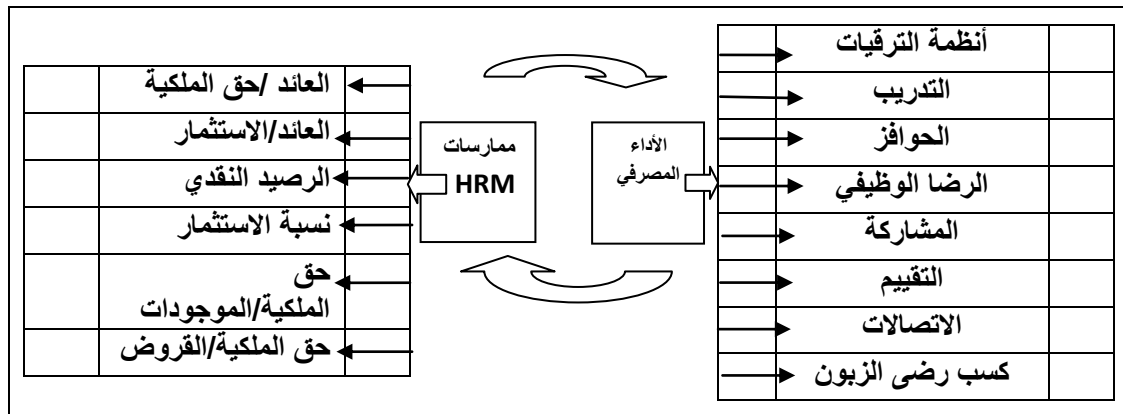 أنظمة الترقيات
التدريب
الحوافز
الرضا الوظيفي
المشاركة
التقييم
الاتصالات
كسب رضى الزبون
الأداء
المصرفي
ممارسات
HRM
العائد /حق الملكية
العائد/الاستثمار
الرصيد النقدي
نسبة الاستثمار
حق
الملكية/الموجودات
حق الملكية/القروض